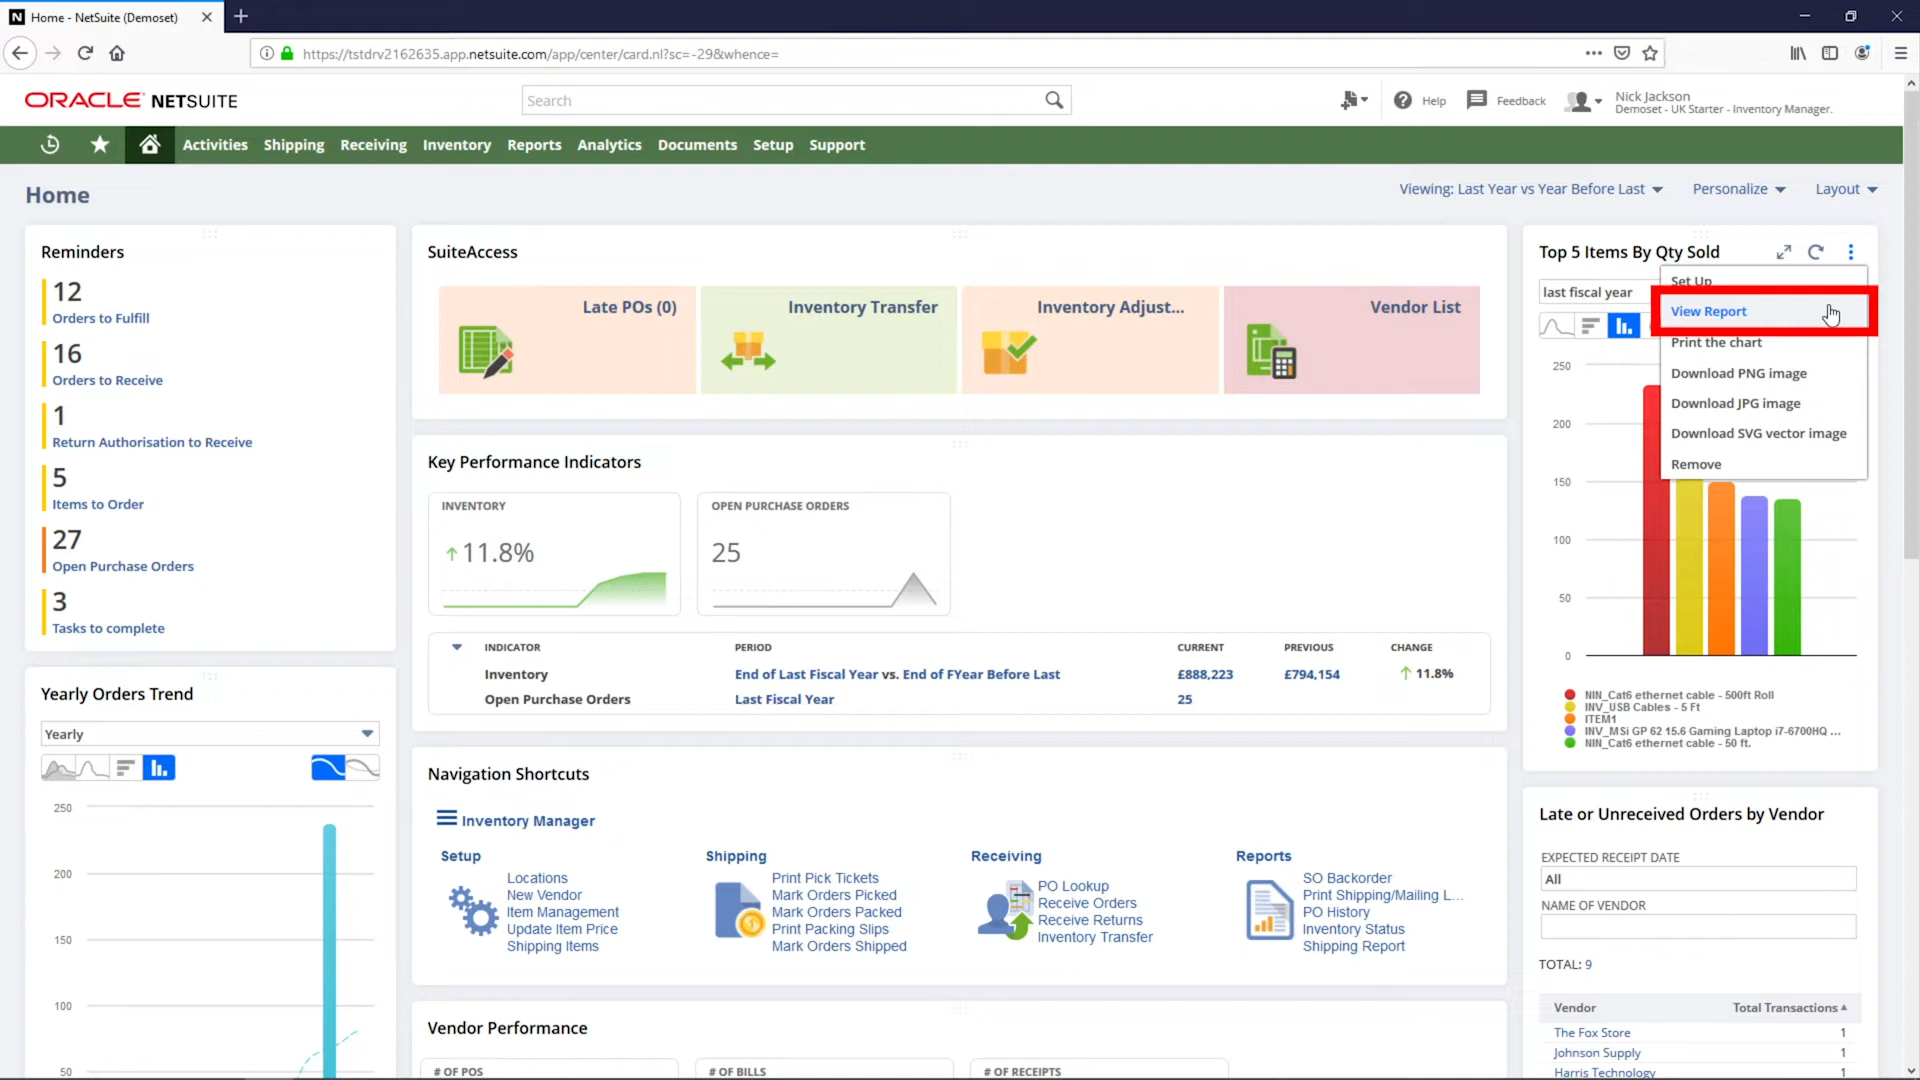 Home - NetSuite (Demoset)
https://tstdrv2162635.app.netsuite.com/app/center/card.nl?sc=-29&whence=
ORACLE NETSUITE
Search
Help
Feedback
Nick Jackson
Demoset - UK Starter - Inventory Manager.
Activities Shipping Receiving Inventory Reports Analytics Documents Setup Support
Home
Viewing: Last Year vs Year Before Last
Personalize
Layout
Reminders
12
Orders to Fulfill
16
Orders to Receive
1
Return Authorisation to Receive
5
Items to Order
27
Open Purchase Orders
3
Tasks to complete
Yearly Orders Trend
Yearly
250
200
150
100
50
SuiteAccess
Late POs (0)
Inventory Transfer
Inventory Adjust...
Vendor List
Key Performance Indicators
INVENTORY
11.8%
OPEN PURCHASE ORDERS
25
INDICATOR PERIOD CURRENT PREVIOUS CHANGE
Inventory End of Last Fiscal Year vs. End of FYear Before Last £888,223 £794,154 11.8%
Open Purchase Orders Last Fiscal Year 25
Navigation Shortcuts
Inventory Manager
Setup
Locations
New Vendor
Item Management
Update Item Price
Shipping Items
Shipping
Print Pick Tickets
Mark Orders Picked
Mark Orders Packed
Print Packing Slips
Mark Orders Shipped
Receiving
PO Lookup
Receive Orders
Receive Returns
Inventory Transfer
Reports
SO Backorder
Print Shipping/Mailing L...
PO History
Inventory Status
Shipping Report
Vendor Performance
# OF POS
# OF BILLS
# OF RECEIPTS
Top 5 Items By Qty Sold
last fiscal year
Set Up
View Report
Print the chart
Download PNG image
Download JPG image
Download SVG vector image
Remove
250
200
150
100
50
0
NIN_Cat6 ethernet cable - 500ft Roll
INV_USB Cables - 5 Ft
ITEM1
INV_MSi GP 62 15.6 Gaming Laptop i7-6700HQ ...
NIN_Cat6 ethernet cable - 50 ft.
Late or Unreceived Orders by Vendor
EXPECTED RECEIPT DATE
All
NAME OF VENDOR
TOTAL: 9
Vendor Total Transactions
The Fox Store 1
Johnson Supply 1
Harris Technology 1